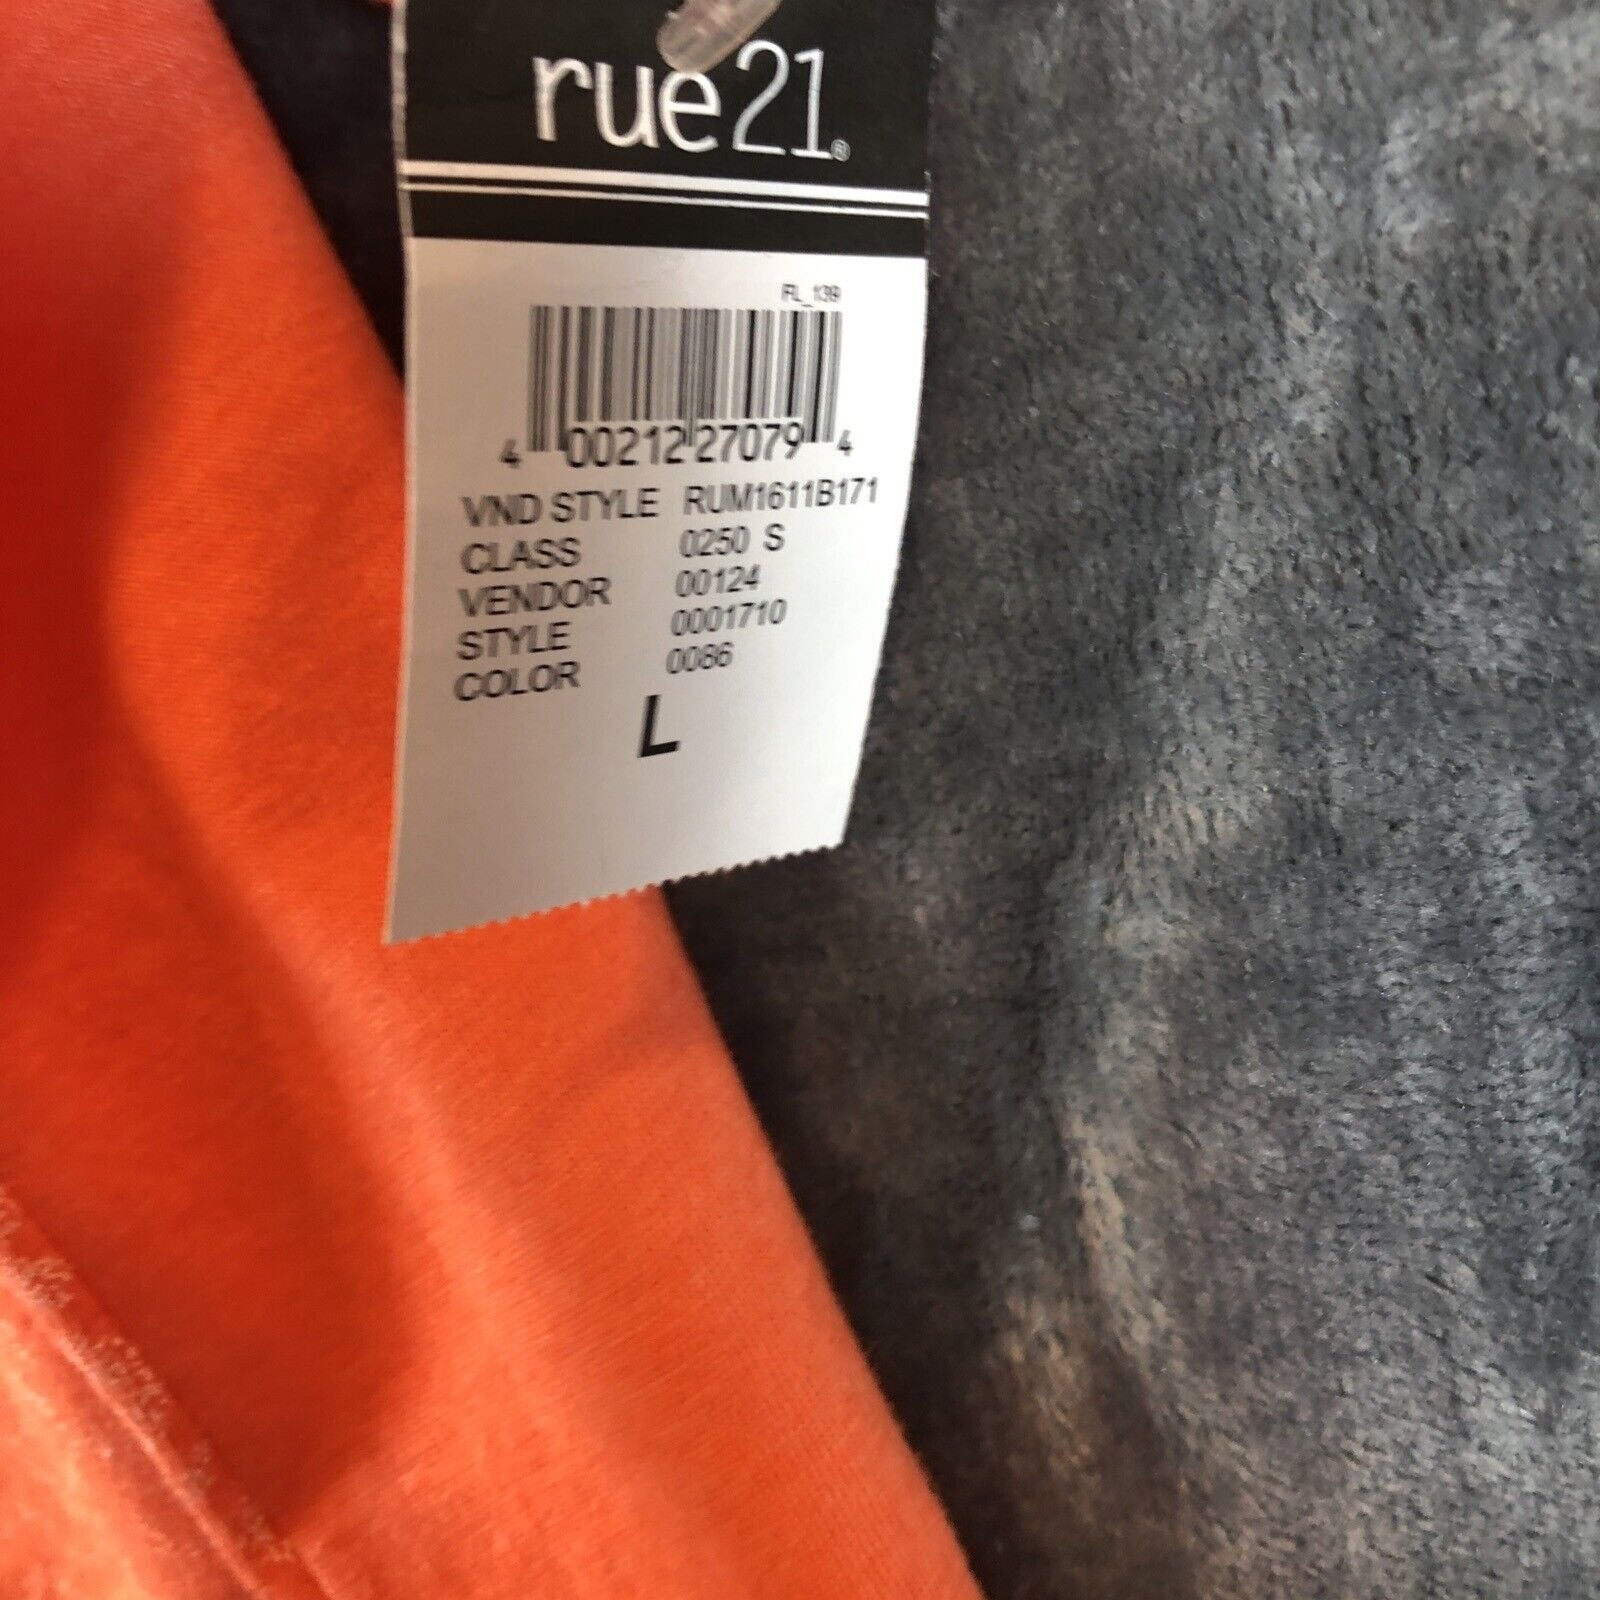 rue21®
FL_139
4 00212 27079 4
VND STYLE RUM1611B171
CLASS 0250 S
VENDOR 00124
STYLE 0001710
COLOR 0086
L